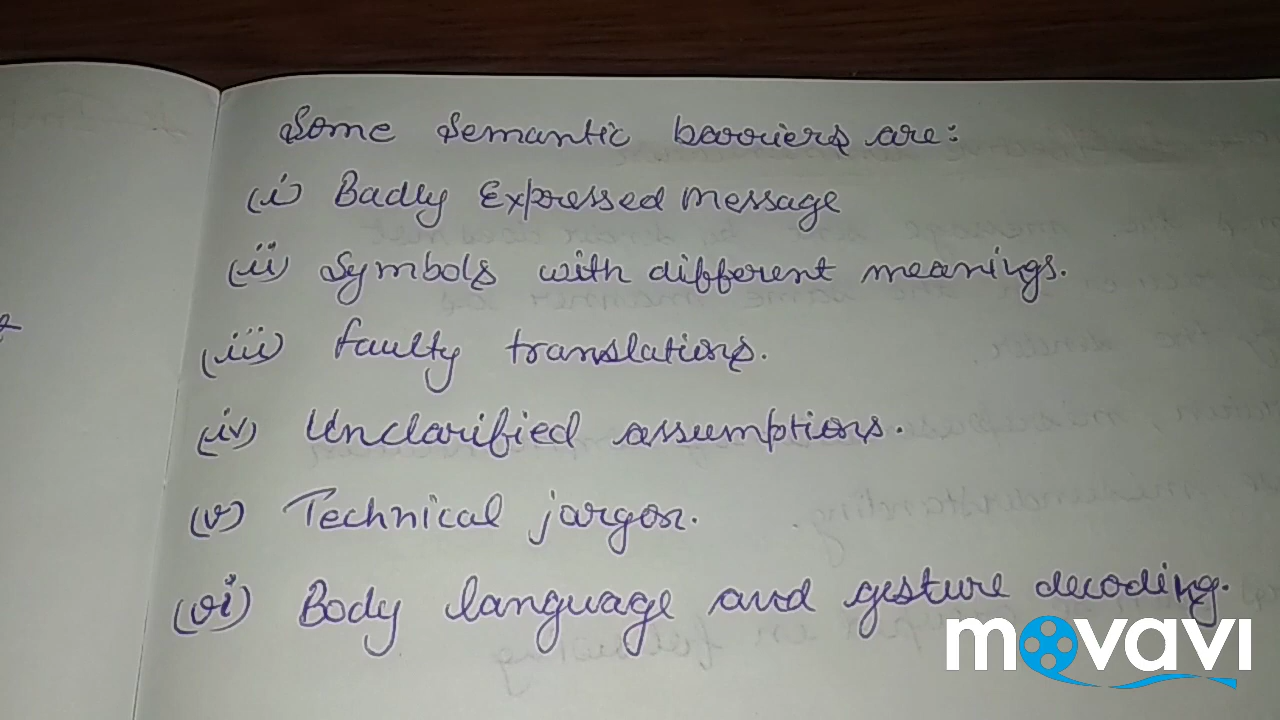 Some Semantic barriers are:
(i) Badly Expressed Message
(ii) Symbols with different meanings.
(iii) Faulty translations.
(iv) Unclarified assumptions.
(v) Technical jargon.
(vi) Body language and gesture decoding.
movavi